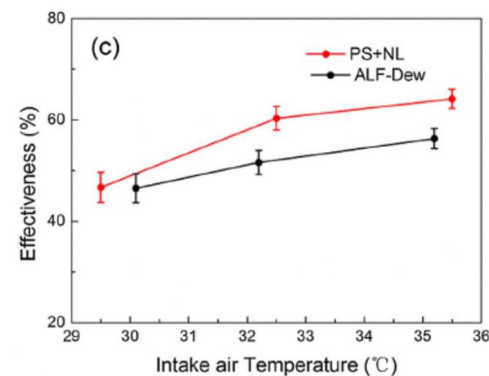 80
(c)
PS+NL
ALF-Dew
60
40
20
Effectiveness (%)
29 30 31 32 33 34 35 36
Intake air Temperature (℃)